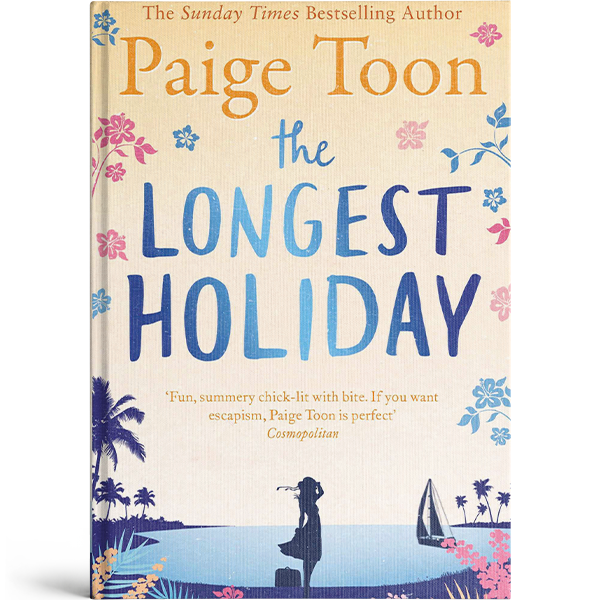 The Sunday Times Bestselling Author
Paige Toon
the
LONGEST
HOLIDAY
‘Fun, summery chick-lit with bite. If you want
escapism, Paige Toon is perfect’
Cosmopolitan